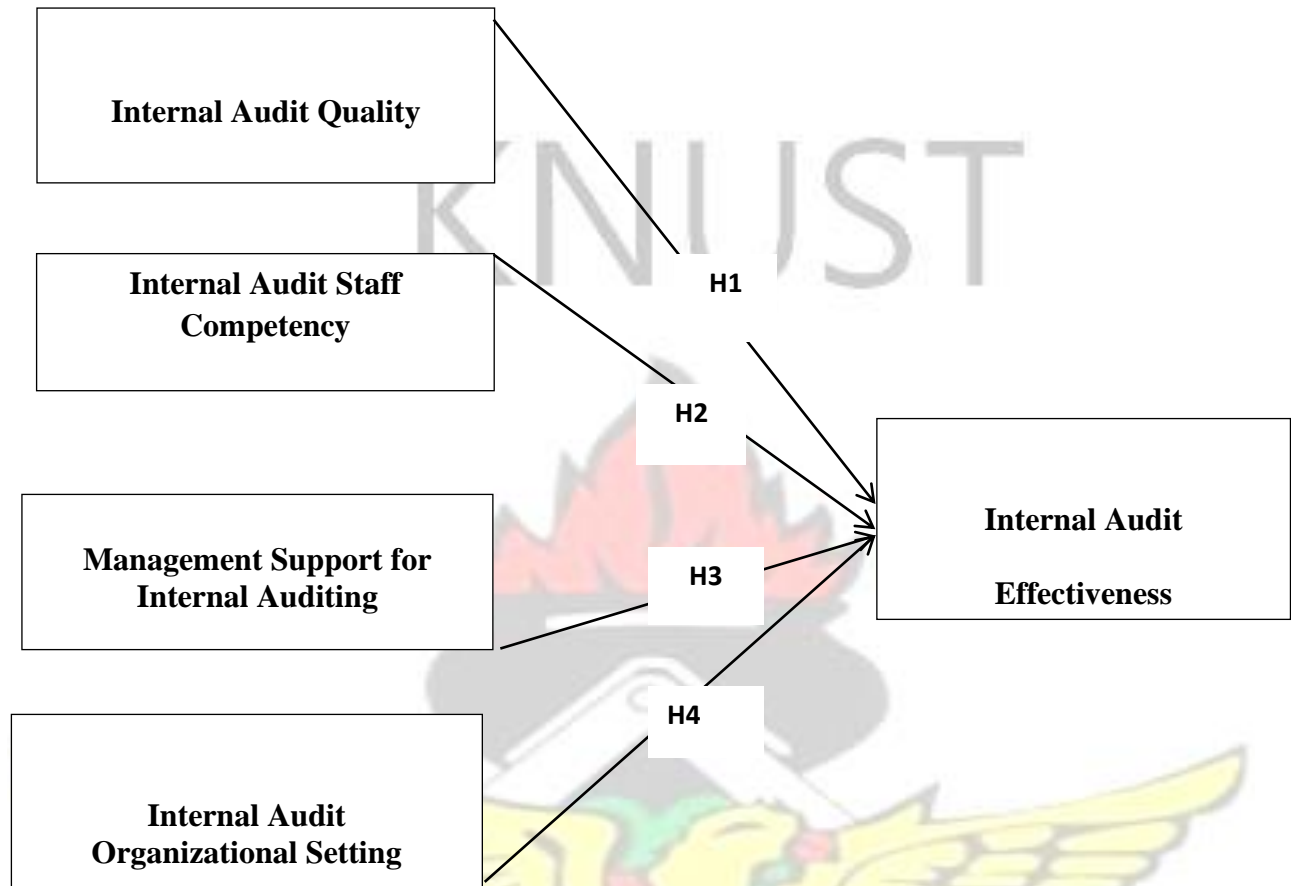 Internal Audit Quality
KNUST
H1
Internal Audit Staff
Competency
H2
Internal Audit
Effectiveness
Management Support for
Internal Auditing
H3
H4
Internal Audit
Organizational Setting